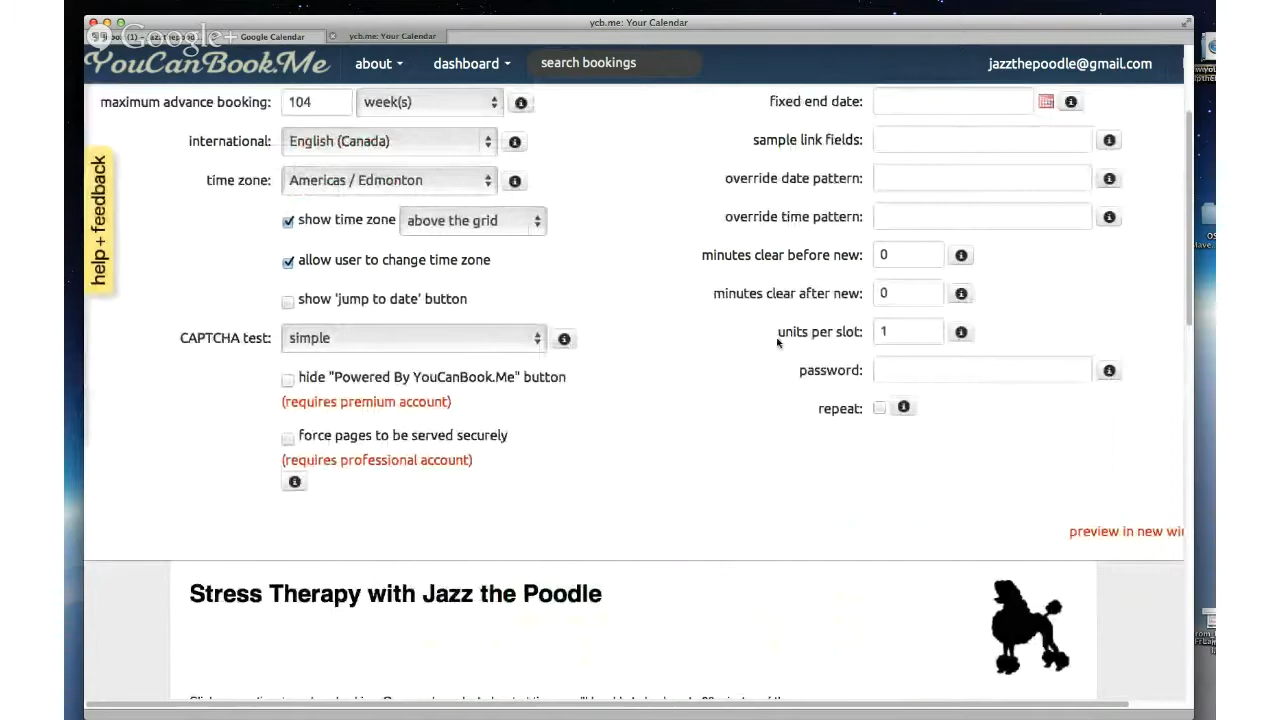 ycb.me: Your Calendar
Google+
Google Calendar
ycb.me: Your Calendar
YouCanBook.Me
about
dashboard
search bookings
jazzthepoodle@gmail.com
maximum advance booking:
104
week(s)
fixed end date:
international:
English (Canada)
sample link fields:
time zone:
Americas / Edmonton
override date pattern:
show time zone
above the grid
override time pattern:
allow user to change time zone
minutes clear before new:
0
show 'jump to date' button
minutes clear after new:
0
CAPTCHA test:
simple
units per slot:
1
hide "Powered By YouCanBook.Me" button
(requires premium account)
password:
force pages to be served securely
(requires professional account)
repeat:
help + feedback
preview in new wi
Stress Therapy with Jazz the Poodle